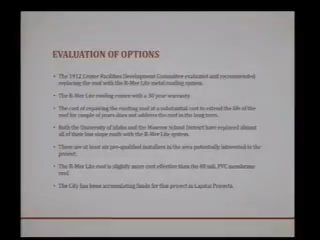 EVALUATION OF OPTIONS
• The 1912 Center Facilities Development Committee evaluated and recommended
replacing the roof with the R-Mer Lite metal roofing system.
• The R-Mer Lite roofing comes with a 30 year warranty.
• The cost of repairing the existing roof at a substantial cost to extend the life of the
roof for couple of years does not address the roof in the long term.
• Both the University of Idaho and the Moscow School District have replaced almost
all of their low slope roofs with the R-Mer Lite system.
• There are at least six pre-qualified installers in the area potentially interested in the
project.
• The R-Mer Lite roof is slightly more cost effective than the 60 mil. PVC membrane
roof.
• The City has been accumulating funds for this project in Capital Projects.